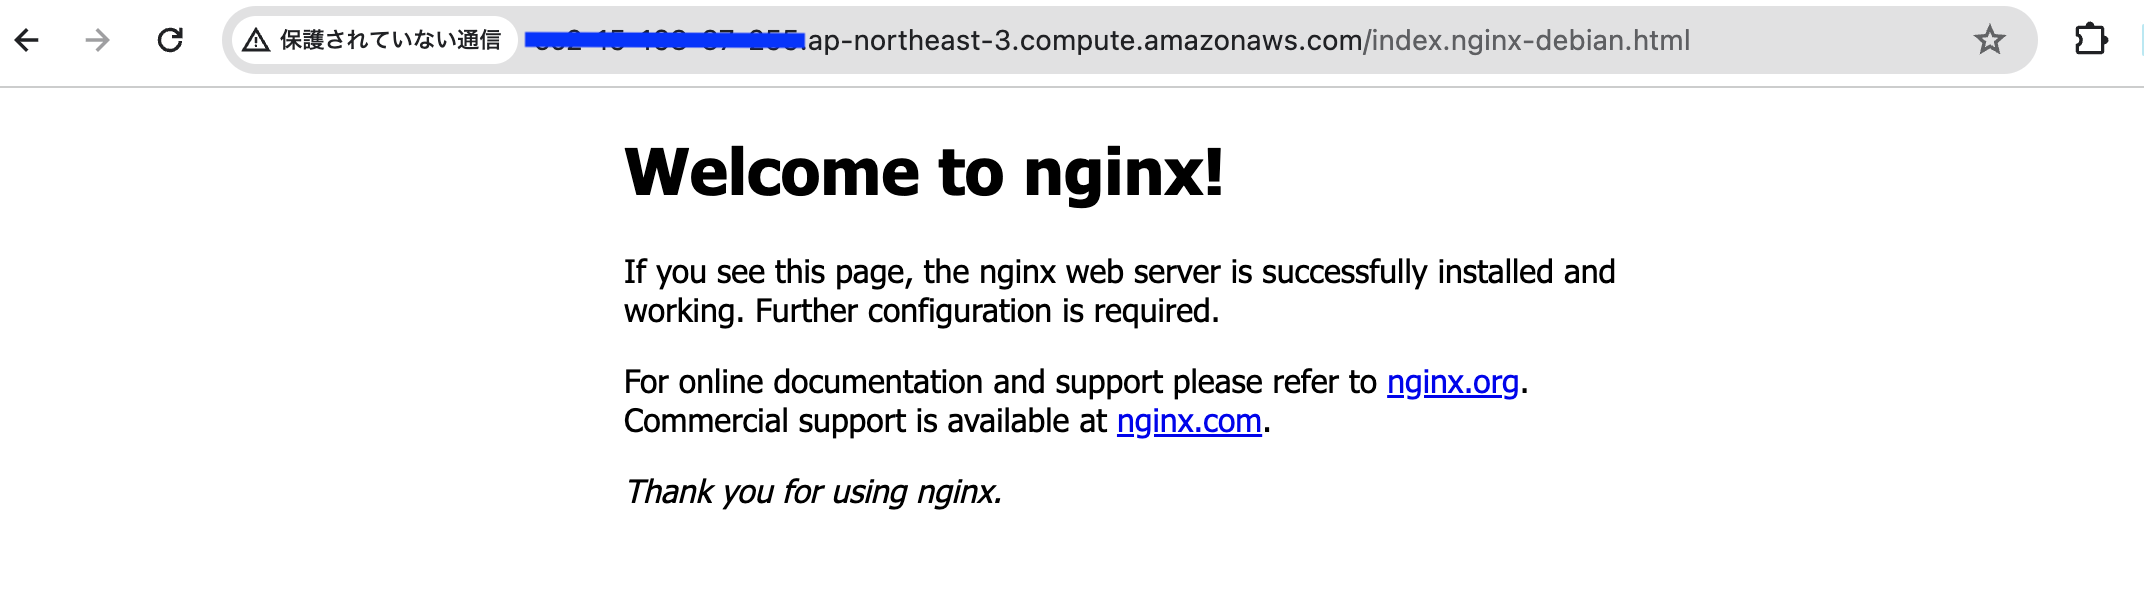 保護されていない通信 .ap-northeast-3.compute.amazonaws.com/index.nginx-debian.html
Welcome to nginx!
If you see this page, the nginx web server is successfully installed and
working. Further configuration is required.
For online documentation and support please refer to nginx.org.
Commercial support is available at nginx.com.
Thank you for using nginx.